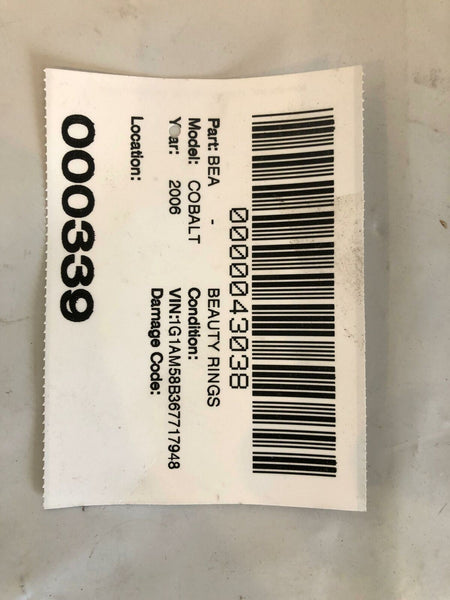 0000043038
Part: BEA - BEAUTY RINGS
Model: COBALT Condition:
Year: 2006 VIN:1G1AM58B367717948
Damage Code:
Location:
000339